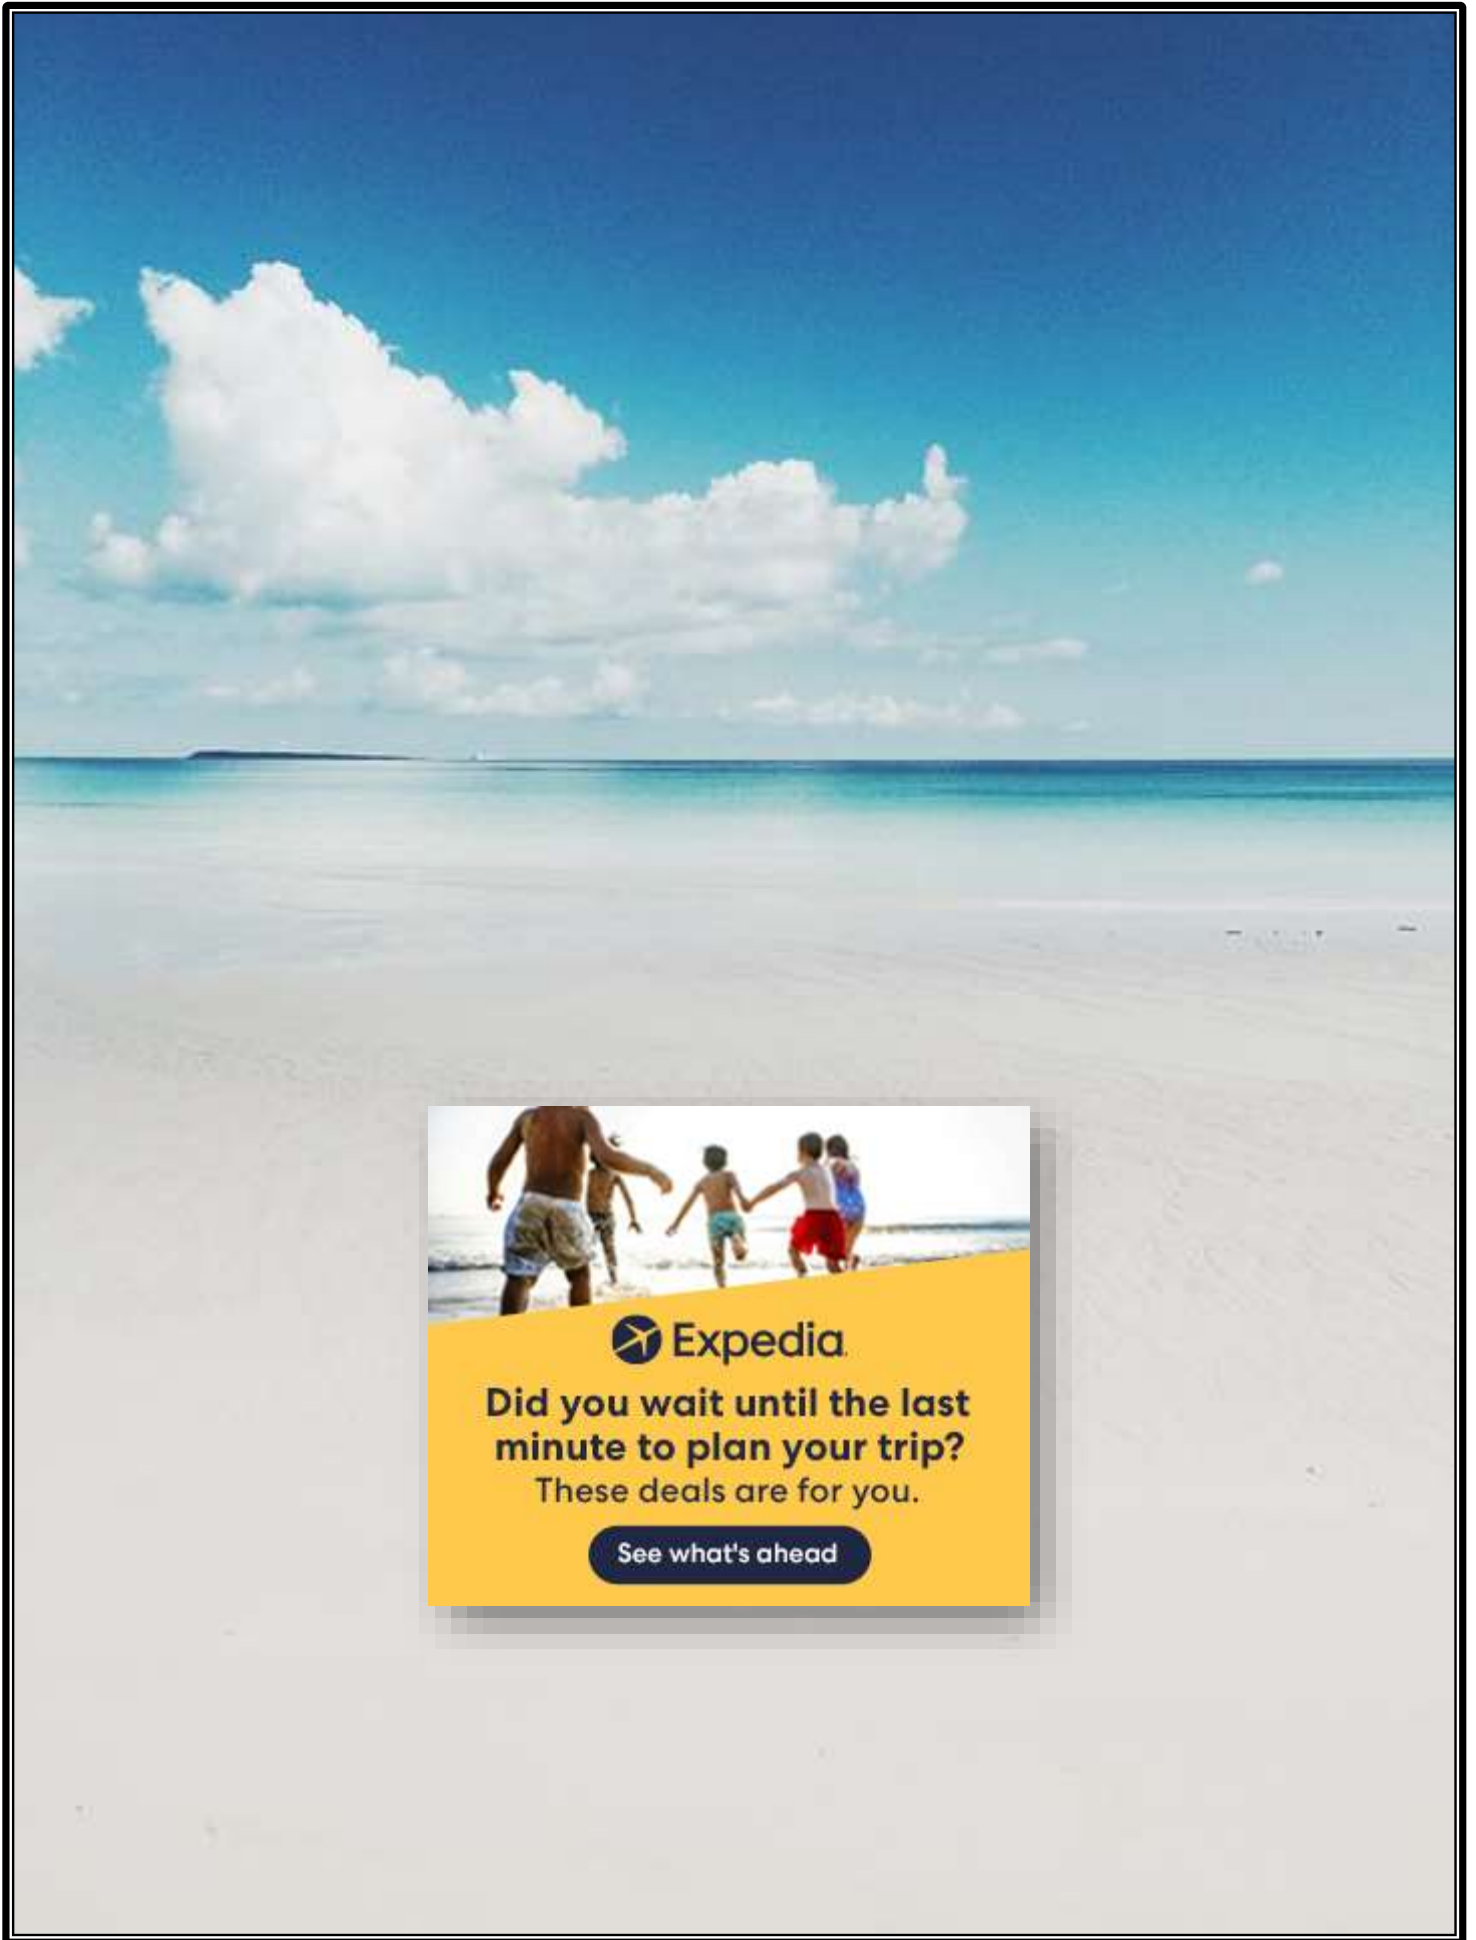 Expedia
Did you wait until the last
minute to plan your trip?
These deals are for you.
See what's ahead